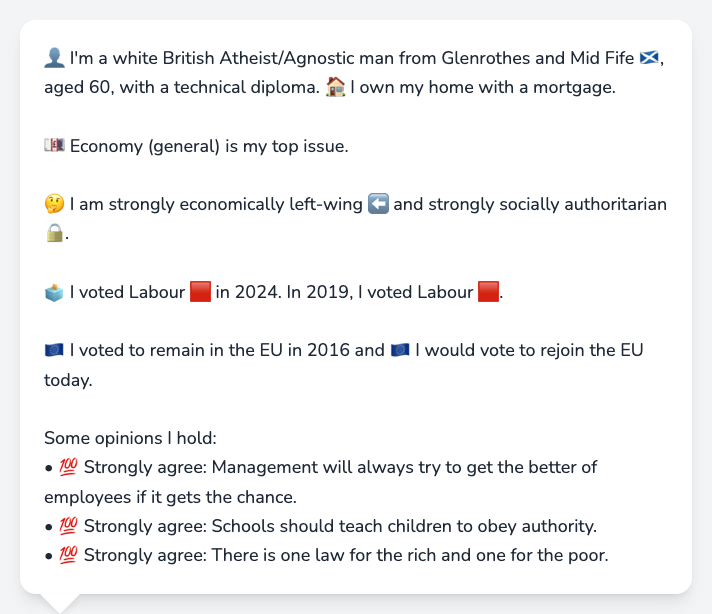 👤 I'm a white British Atheist/Agnostic man from Glenrothes and Mid Fife 🏴󠁧󠁢󠁳󠁣󠁴󠁿,
aged 60, with a technical diploma. 🏠 I own my home with a mortgage.
💷 Economy (general) is my top issue.
🤔 I am strongly economically left-wing ⬅️ and strongly socially authoritarian
🔒.
🗳️ I voted Labour 🟥 in 2024. In 2019, I voted Labour 🟥.
🇪🇺 I voted to remain in the EU in 2016 and 🇪🇺 I would vote to rejoin the EU
today.
Some opinions I hold:
• 💯 Strongly agree: Management will always try to get the better of
employees if it gets the chance.
• 💯 Strongly agree: Schools should teach children to obey authority.
• 💯 Strongly agree: There is one law for the rich and one for the poor.